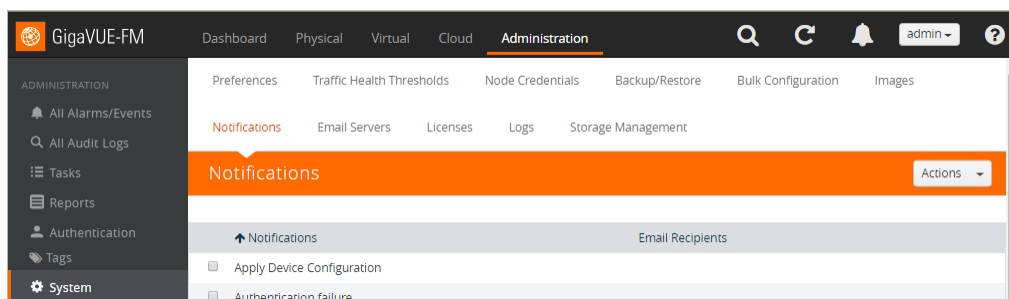 GigaVUE-FM
Dashboard Physical Virtual Cloud Administration admin ?
ADMINISTRATION
All Alarms/Events
All Audit Logs
Tasks
Reports
Authentication
Tags
System
Preferences Traffic Health Thresholds Node Credentials Backup/Restore Bulk Configuration Images
Notifications Email Servers Licenses Logs Storage Management
Notifications Actions
Notifications Email Recipients
Apply Device Configuration
Authentication failure